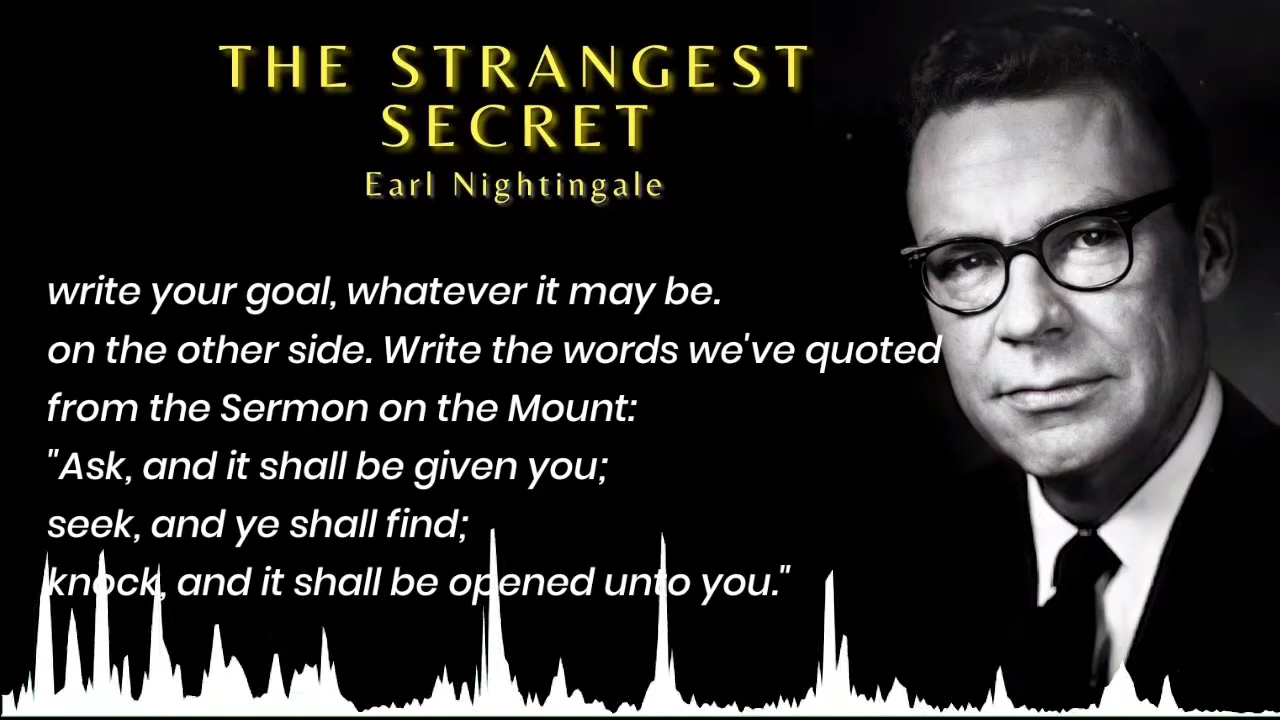 THE STRANGEST
SECRET
Earl Nightingale
write your goal, whatever it may be.
on the other side. Write the words we've quoted
from the Sermon on the Mount:
"Ask, and it shall be given you;
seek, and ye shall find;
knock, and it shall be opened unto you."